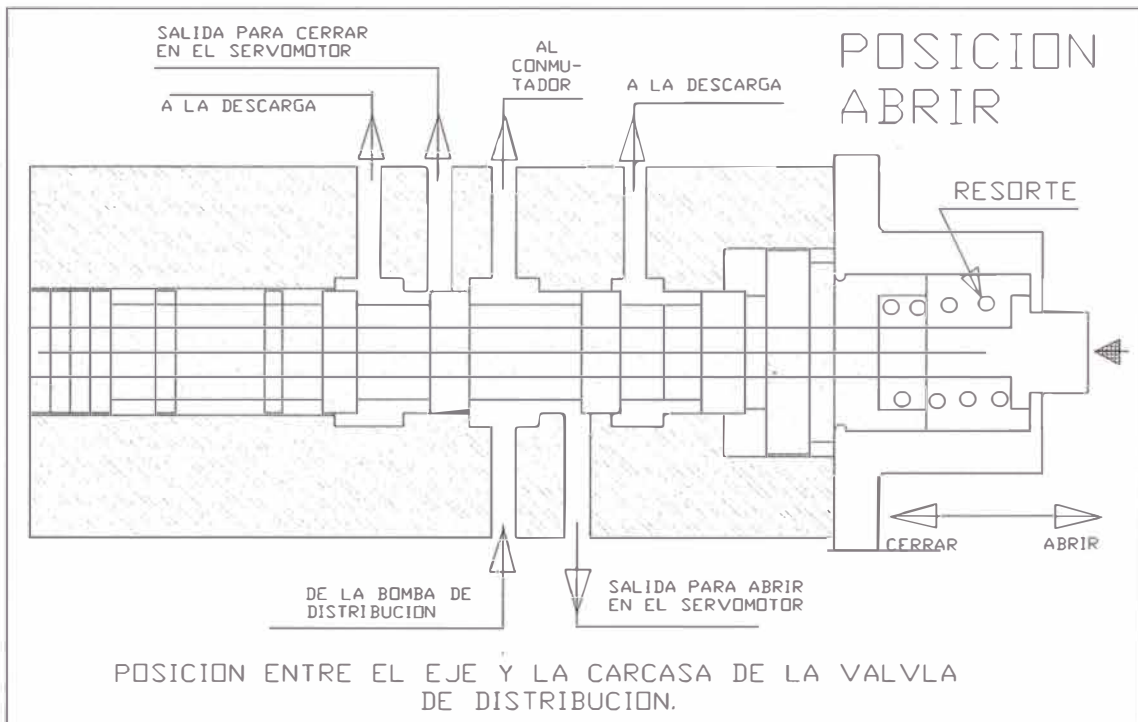 SALIDA PARA CERRAR
EN EL SERVOMOTOR
A LA DESCARGA
AL
CONMU-
TADOR
A LA DESCARGA
POSICION
ABRIR
RESORTE
CERRAR
ABRIR
DE LA BOMBA DE
DISTRIBUCION
SALIDA PARA ABRIR
EN EL SERVOMOTOR
POSICION ENTRE EL EJE Y LA CARCASA DE LA VALVLA
DE DISTRIBUCION.